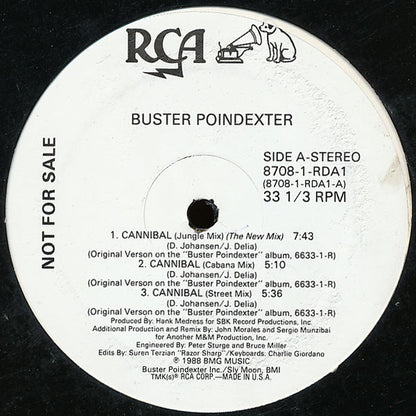 RCA
BUSTER POINDEXTER
NOT FOR SALE
SIDE A-STEREO
8708-1-RDA1
(8708-1-RDA1-A)
33 1/3 RPM
1. CANNIBAL (Jungle Mix) (The New Mix) 7:43
(D. Johansen/J. Delia)
(Original Verson on the "Buster Poindexter" album, 6633-1-R)
2. CANNIBAL (Cabana Mix) 5:10
(D. Johansen/J. Delia)
(Original Verson on the "Buster Poindexter" album, 6633-1-R)
3. CANNIBAL (Street Mix) 5:36
(D. Johansen/J. Delia)
(Original Verson on the "Buster Poindexter" album, 6633-1-R)
Produced By: Hank Medress for SBK Record Productions, Inc.
Additional Production and Remix By: John Morales and Sergio Munzibai
for Another M&M Production, Inc.
Engineered By: Peter Sturge and Bruce Miller
Edits By: Suren Terzian "Razor Sharp"/Keyboards: Charlie Giordano
℗ 1988 BMG MUSIC
Buster Poindexter Inc./Sly Moon, BMI
TMK(s) ® RCA CORP.—MADE IN U.S.A.